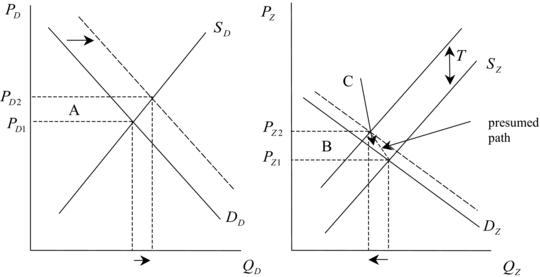 P_D
S_D
P_D2
A
P_D1
D_D
Q_D
P_Z
T
S_Z
C
P_Z2
presumed
path
B
P_Z1
D_Z
Q_Z